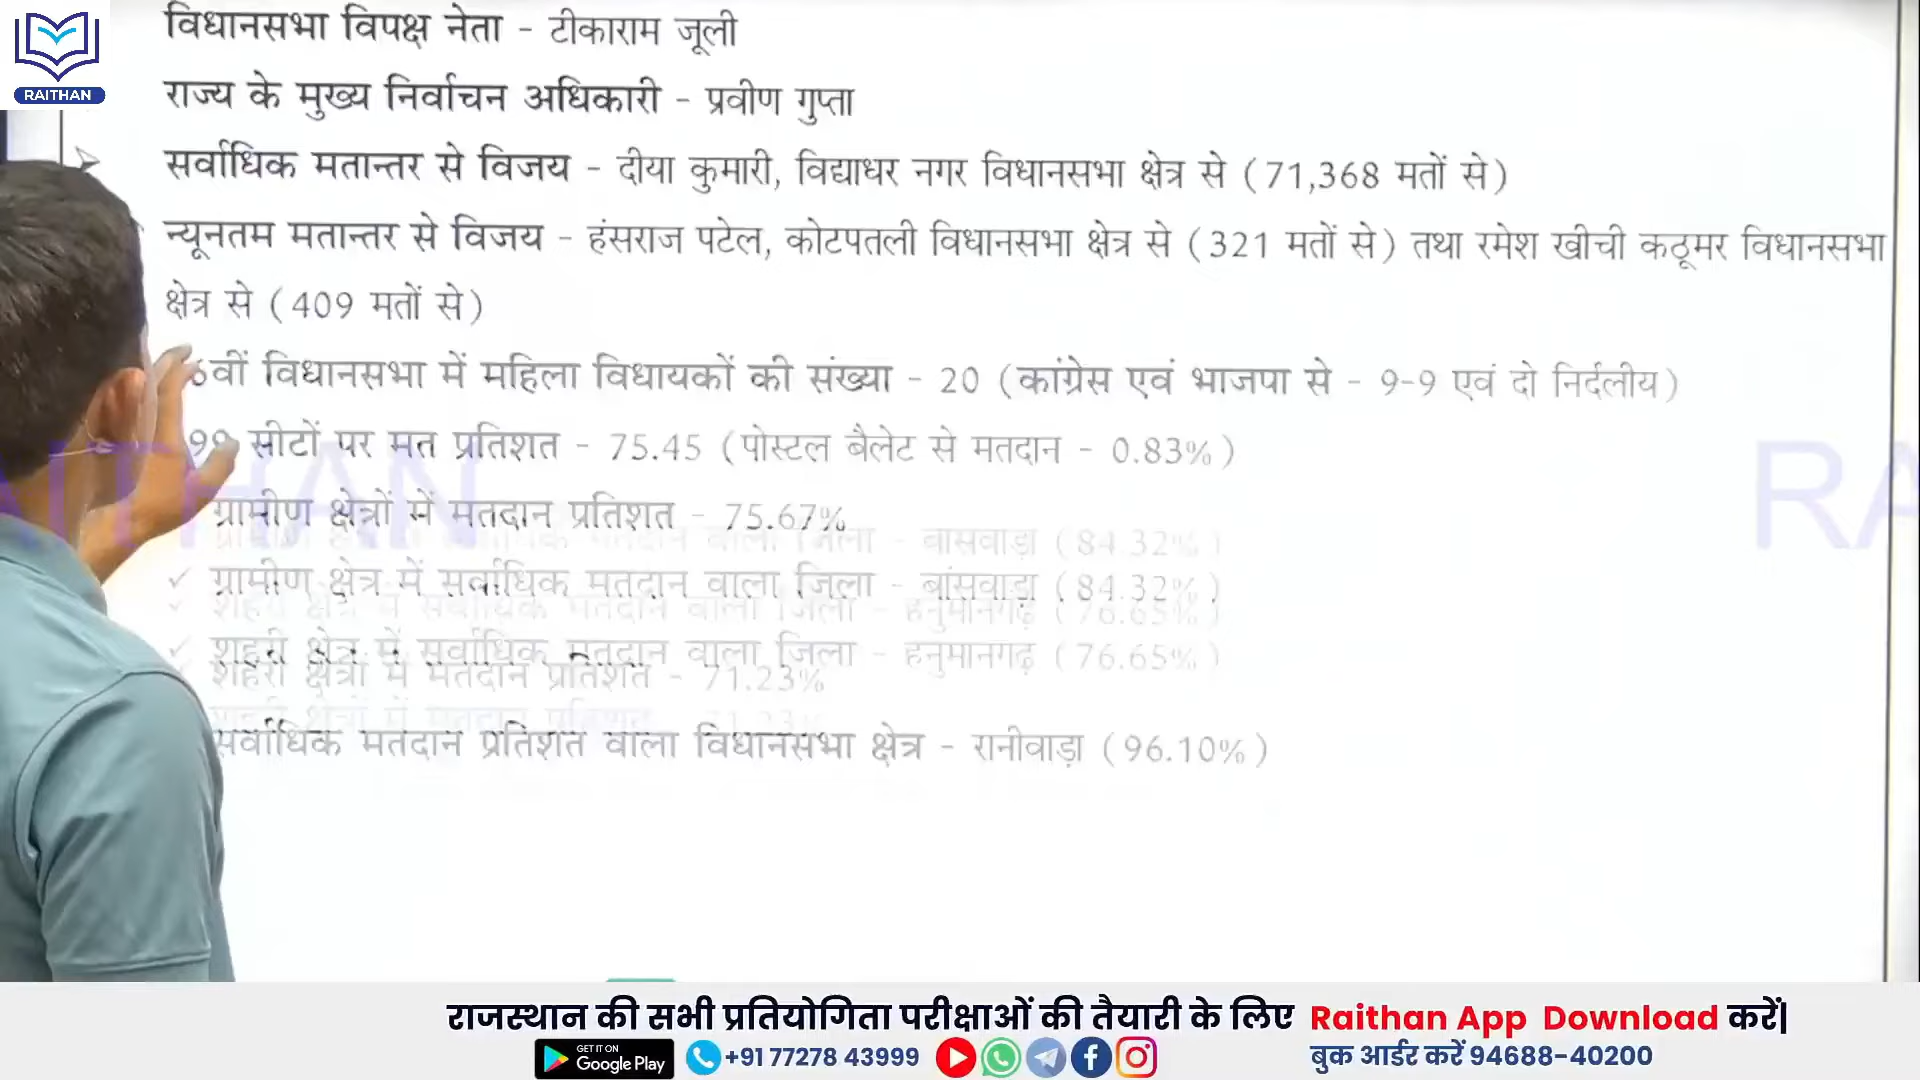 RAITHAN
विधानसभा विपक्ष नेता - टीकाराम जूली
राज्य के मुख्य निर्वाचन अधिकारी - प्रवीण गुप्ता
सर्वाधिक मतान्तर से विजय - दीया कुमारी, विद्याधर नगर विधानसभा क्षेत्र से (71,368 मतों से)
न्यूनतम मतान्तर से विजय - हंसराज पटेल, कोटपतली विधानसभा क्षेत्र से (321 मतों से) तथा रमेश खीची कठूमर विधानसभा
क्षेत्र से (409 मतों से)
6वीं विधानसभा में महिला विधायकों की संख्या - 20 (कांग्रेस एवं भाजपा से - 9-9 एवं दो निर्दलीय)
99 सीटों पर मत प्रतिशत - 75.45 (पोस्टल बैलेट से मतदान - 0.83%)
ग्रामीण क्षेत्रों में मतदान प्रतिशत - 75.67%
✓ ग्रामीण क्षेत्र में सर्वाधिक मतदान वाला जिला - बांसवाड़ा (84.32%)
✓ शहरी क्षेत्र में सर्वाधिक मतदान वाला जिला - हनुमानगढ़ (76.65%)
शहरी क्षेत्रों में मतदान प्रतिशत - 71.23%
सर्वाधिक मतदान प्रतिशत वाला विधानसभा क्षेत्र - रानीवाड़ा (96.10%)
राजस्थान की सभी प्रतियोगिता परीक्षाओं की तैयारी के लिए Raithan App Download करें|
GET IT ON Google Play +91 77278 43999 बुक आर्डर करें 94688-40200